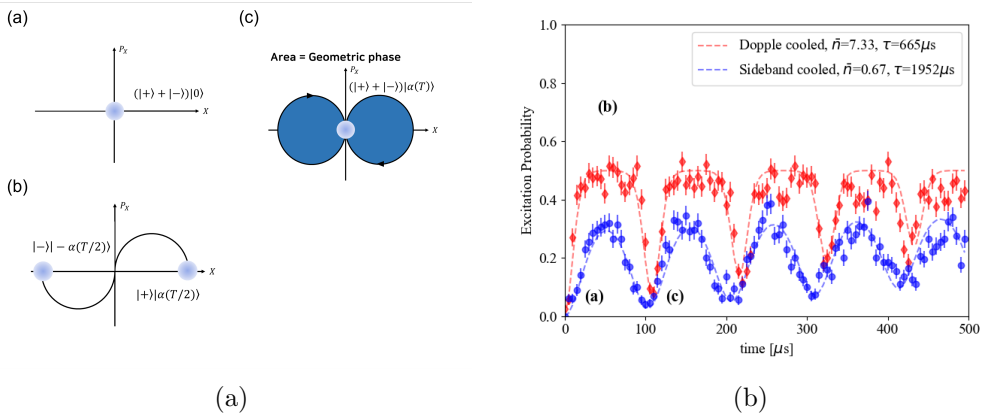 (a)
P_X
(|+⟩ + |−⟩)|0⟩
X
(b)
P_X
|−⟩| − α(T/2)⟩
X
|+⟩|α(T/2)⟩
(c)
Area = Geometric phase
P_X
(|+⟩ + |−⟩)|α(T)⟩
X
(a)
Excitation Probability
1.0
0.8
0.6
0.4
0.2
0.0
Dopple cooled, n̄=7.33, τ=665μs
Sideband cooled, n̄=0.67, τ=1952μs
(b)
(a)
(c)
0
100
200
300
400
500
time [μs]
(b)